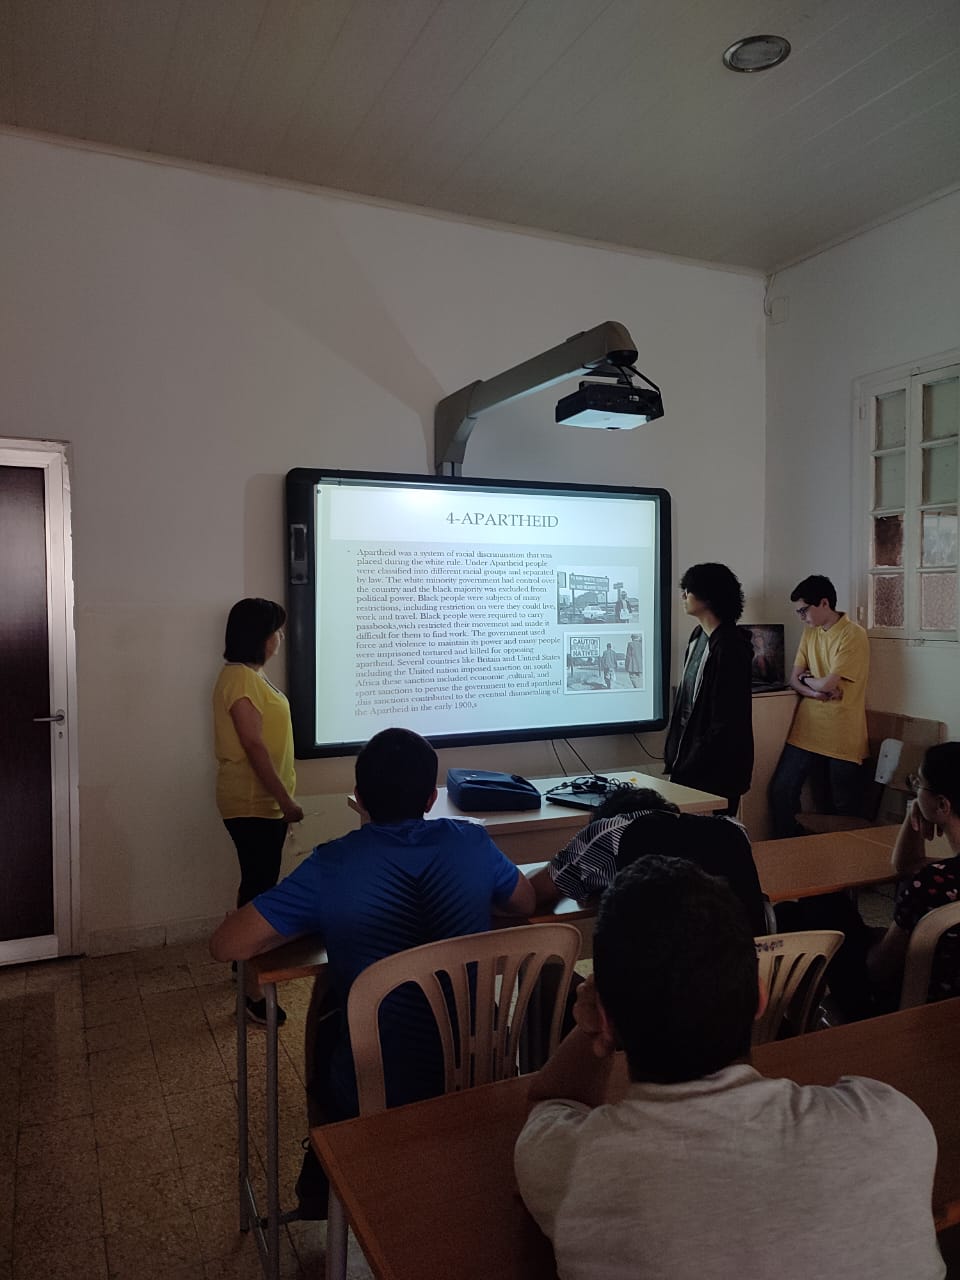 4-APARTHEID
Apartheid was a system of racial discrimination that was
placed during the white rule. Under Apartheid people
were classified into different racial groups and separated
by law. The white minority government had control over
the country and the black majority was excluded from
political power. Black people were subjects of many
restrictions, including restriction on were they could live,
work and travel. Black people were required to carry
passbooks,wich restricted their movement and made it
difficult for them to find work. The government used
force and violence to maintain its power and many people
were imprisoned tortured and killed for opposing
apartheid. Several countries like Britain and United States
including the United nation imposed sanction on south
Africa these sanction included economic ,cultural, and
sport sanctions to peruse the government to end apartheid
,this sanctions contributed to the eventual dismnetaling of
the Apartheid in the early 1900,s
CAUTION
NATIVES